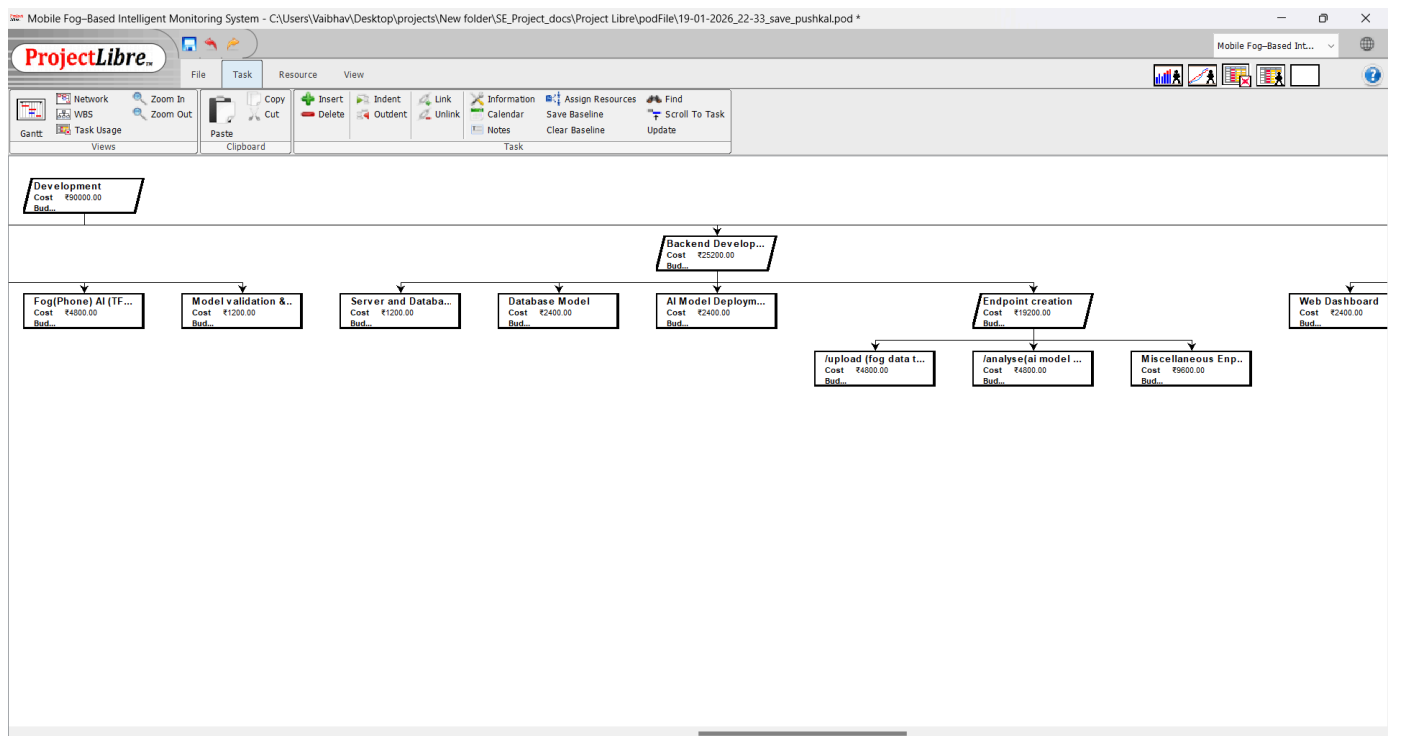 Mobile Fog-Based Intelligent Monitoring System - C:\Users\Vaibhav\Desktop\projects\New folder\SE_Project_docs\Project Libre\podFile\19-01-2026_22-33_save_pushkal.pod *
ProjectLibre
Mobile Fog-Based Int...
File Task Resource View
Network Zoom In Copy Insert Indent Link Information Assign Resources Find
WBS Zoom Out Cut Delete Outdent Unlink Calendar Save Baseline Scroll To Task
Gantt Task Usage Paste Notes Clear Baseline Update
Views Clipboard Task
Development
Cost ₹90000.00
Bud...
Backend Develop...
Cost ₹25200.00
Bud...
Fog(Phone) AI (TF...
Cost ₹4800.00
Bud...
Model validation &..
Cost ₹1200.00
Bud...
Server and Databa...
Cost ₹1200.00
Bud...
Database Model
Cost ₹2400.00
Bud...
AI Model Deploym...
Cost ₹2400.00
Bud...
Endpoint creation
Cost ₹19200.00
Bud...
Web Dashboard
Cost ₹2400.00
Bud...
/upload (fog data t...
Cost ₹4800.00
Bud...
/analyse(ai model ...
Cost ₹4800.00
Bud...
Miscellaneous Enp..
Cost ₹9600.00
Bud...